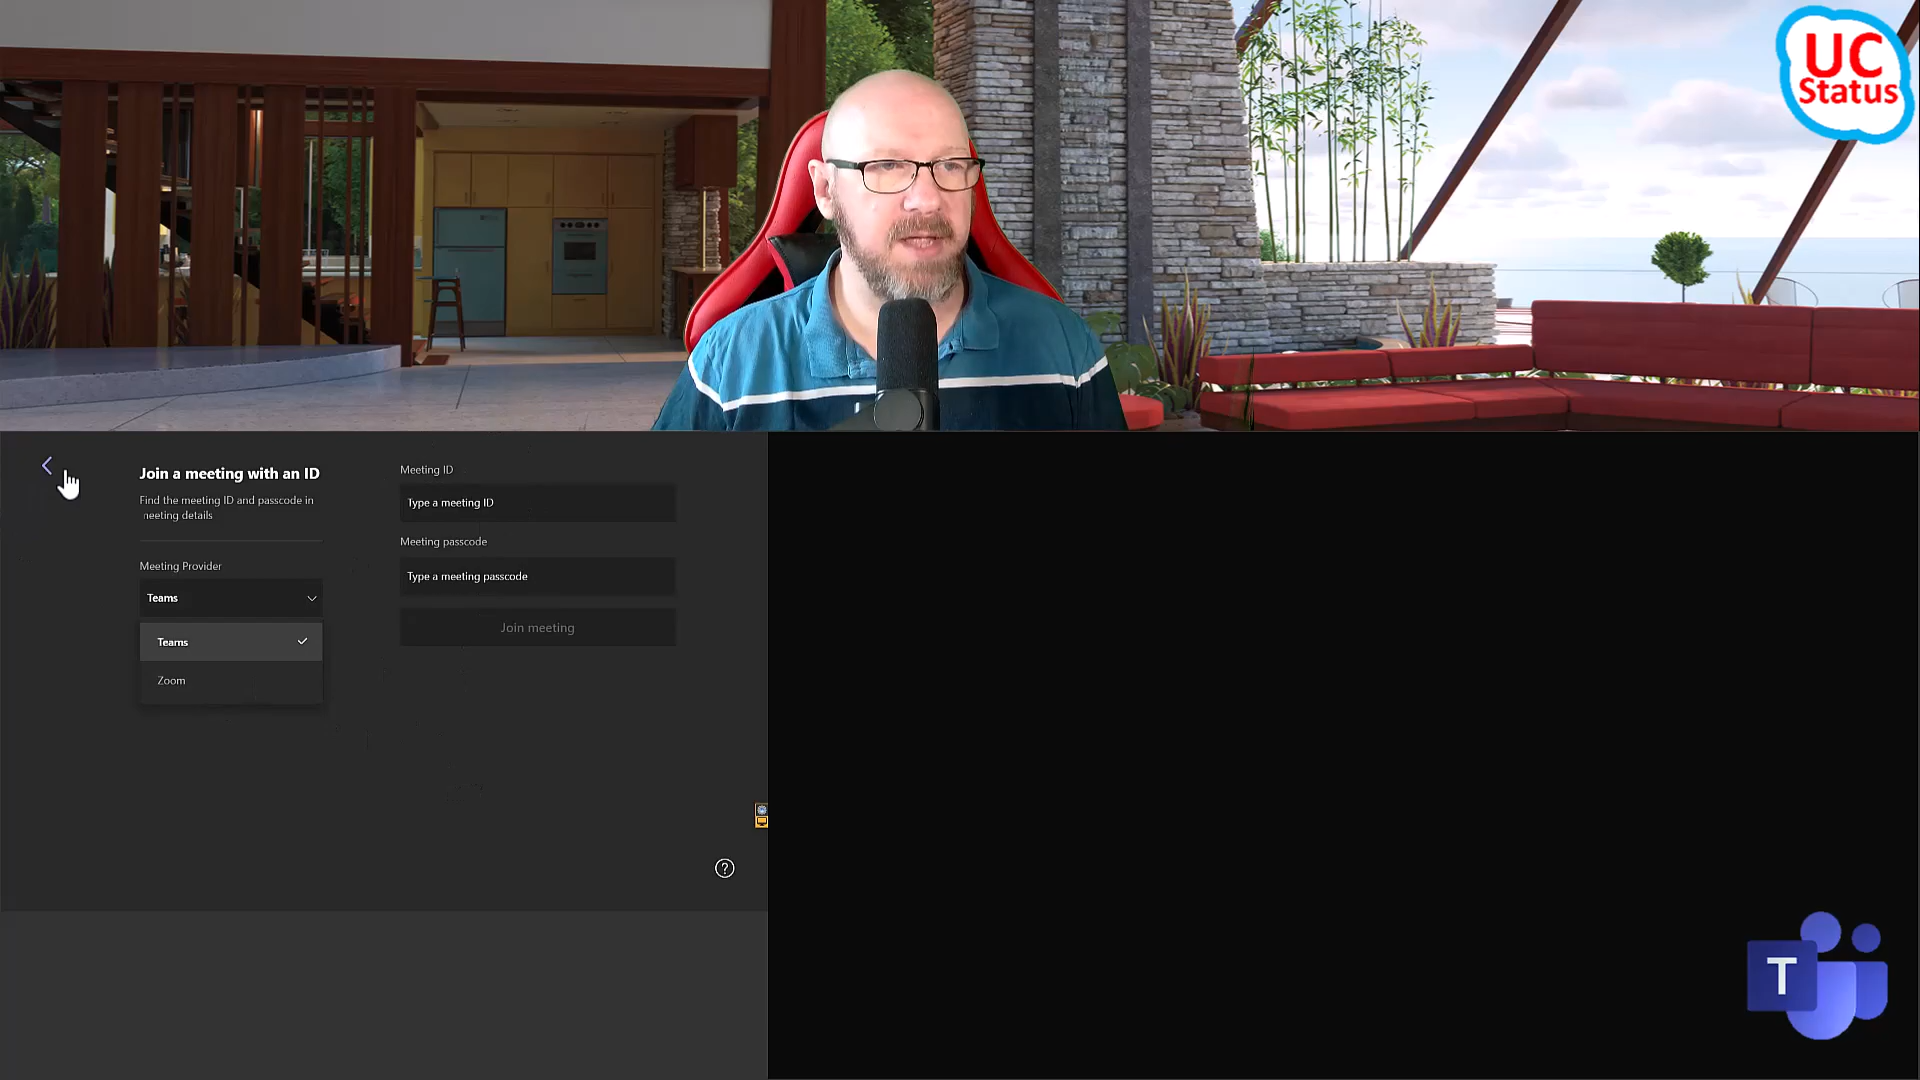 UC
Status
Join a meeting with an ID
Find the meeting ID and passcode in
meeting details
Meeting Provider
Teams
Teams
Zoom
Meeting ID
Type a meeting ID
Meeting passcode
Type a meeting passcode
Join meeting
?
T